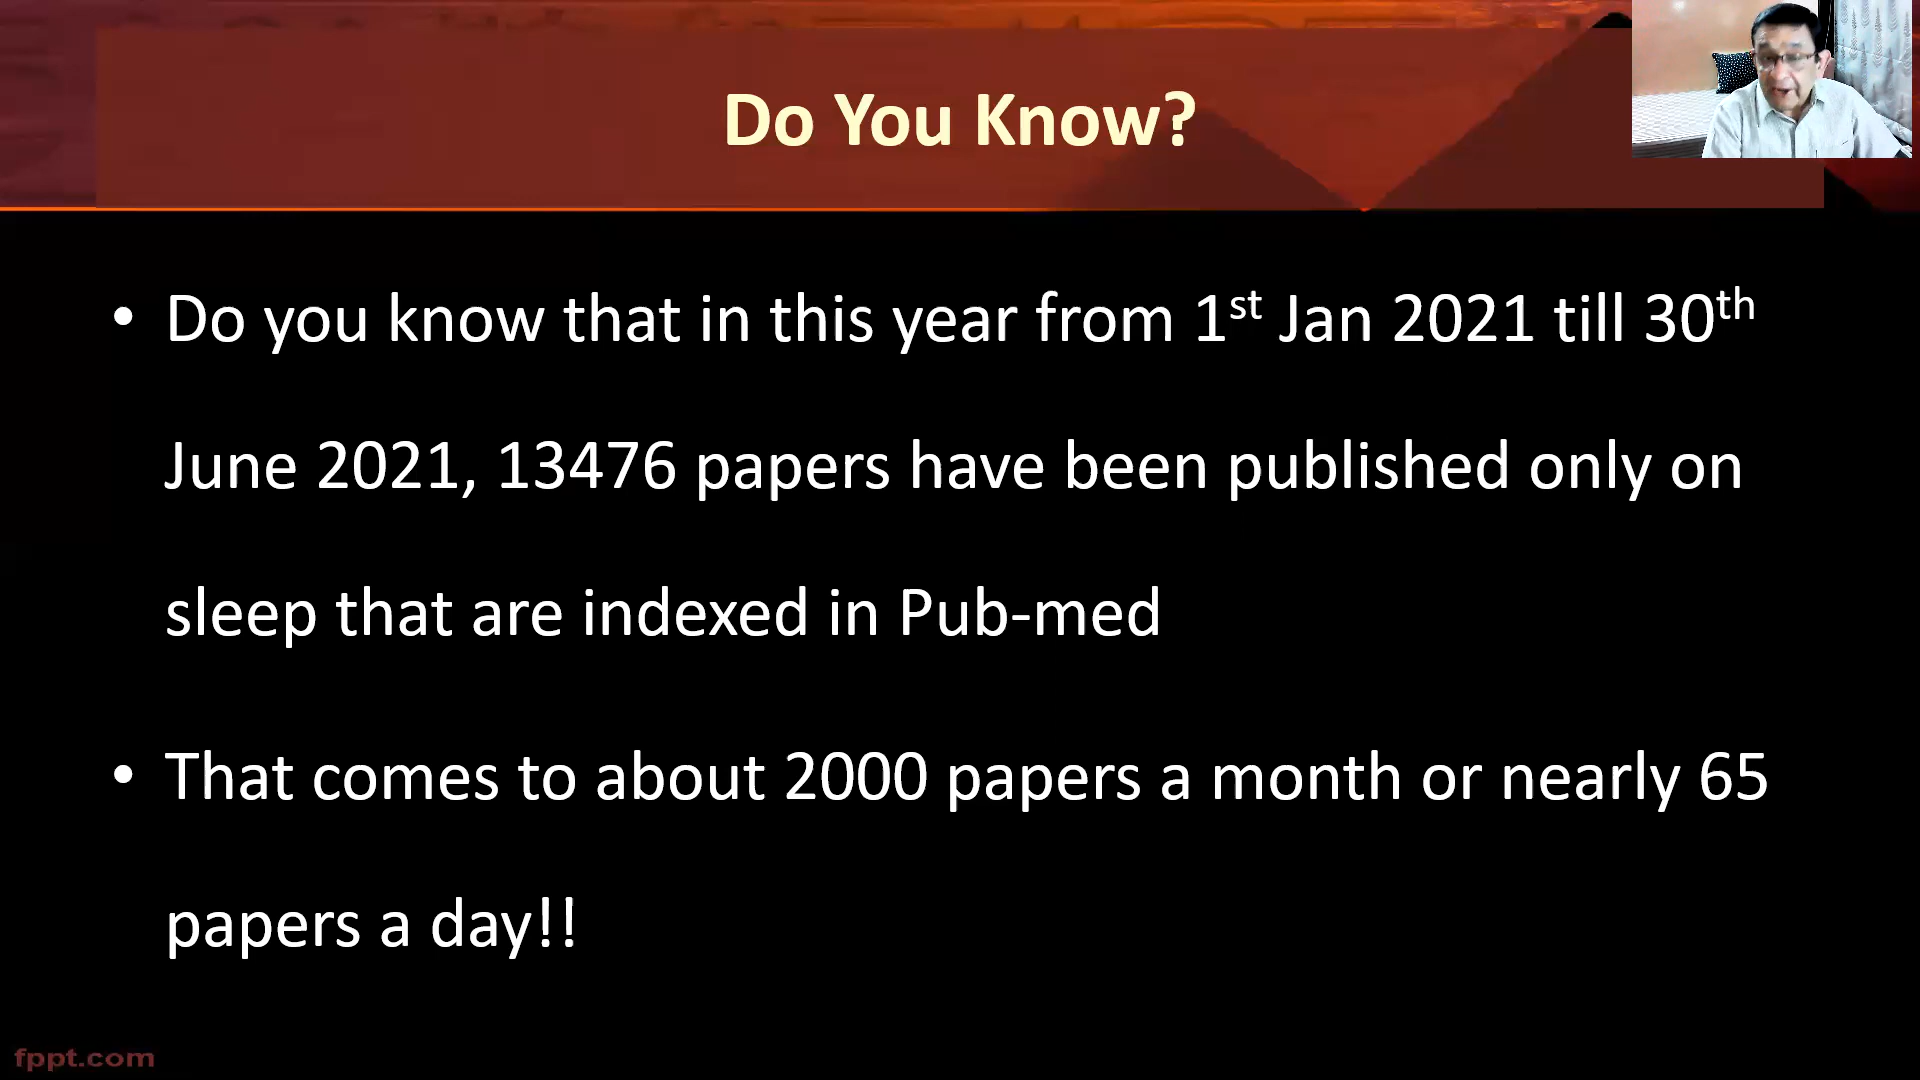 Do You Know?
• Do you know that in this year from 1st Jan 2021 till 30th
June 2021, 13476 papers have been published only on
sleep that are indexed in Pub-med
• That comes to about 2000 papers a month or nearly 65
papers a day!!
fppt.com